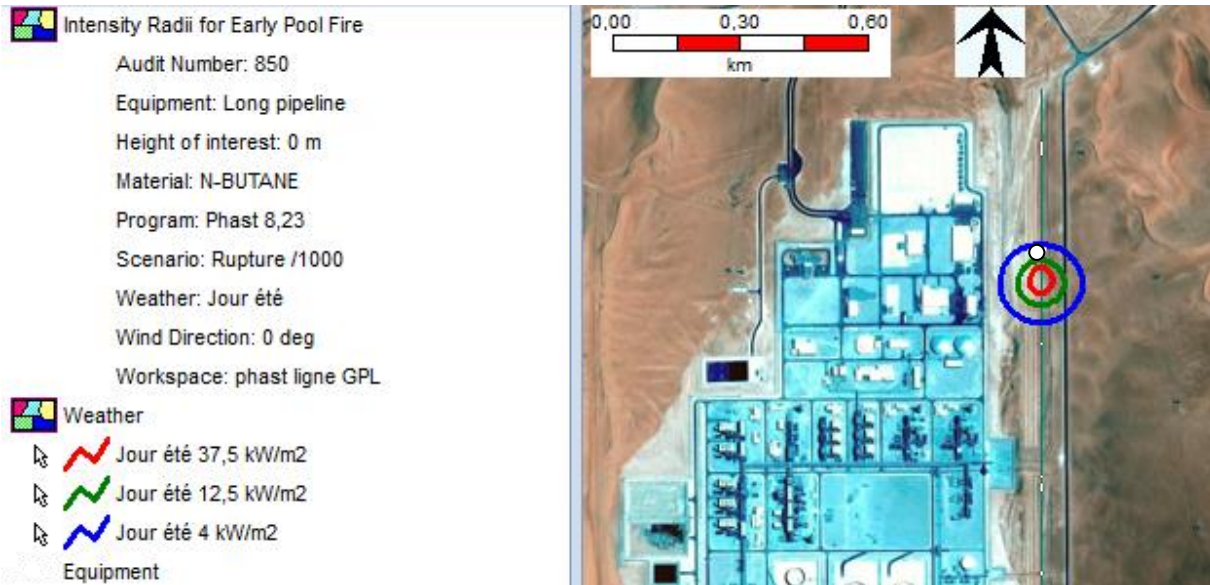 Intensity Radii for Early Pool Fire
Audit Number: 850
Equipment: Long pipeline
Height of interest: 0 m
Material: N-BUTANE
Program: Phast 8,23
Scenario: Rupture /1000
Weather: Jour été
Wind Direction: 0 deg
Workspace: phast ligne GPL
Weather
Jour été 37,5 kW/m2
Jour été 12,5 kW/m2
Jour été 4 kW/m2
Equipment
0,00 0,30 0,60
km